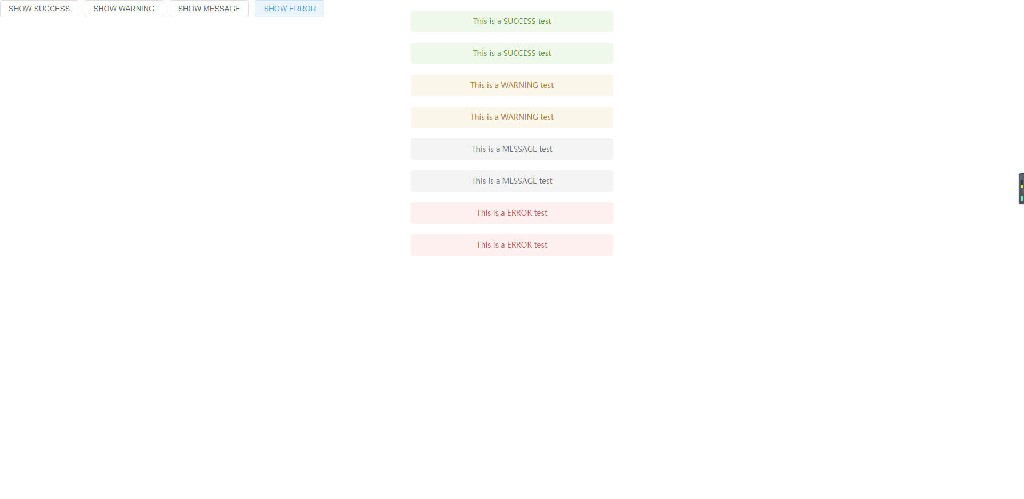 SHOW SUCCESS
SHOW WARNING
SHOW MESSAGE
SHOW ERROR
This is a SUCCESS test
This is a SUCCESS test
This is a WARNING test
This is a WARNING test
This is a MESSAGE test
This is a MESSAGE test
This is a ERROR test
This is a ERROR test